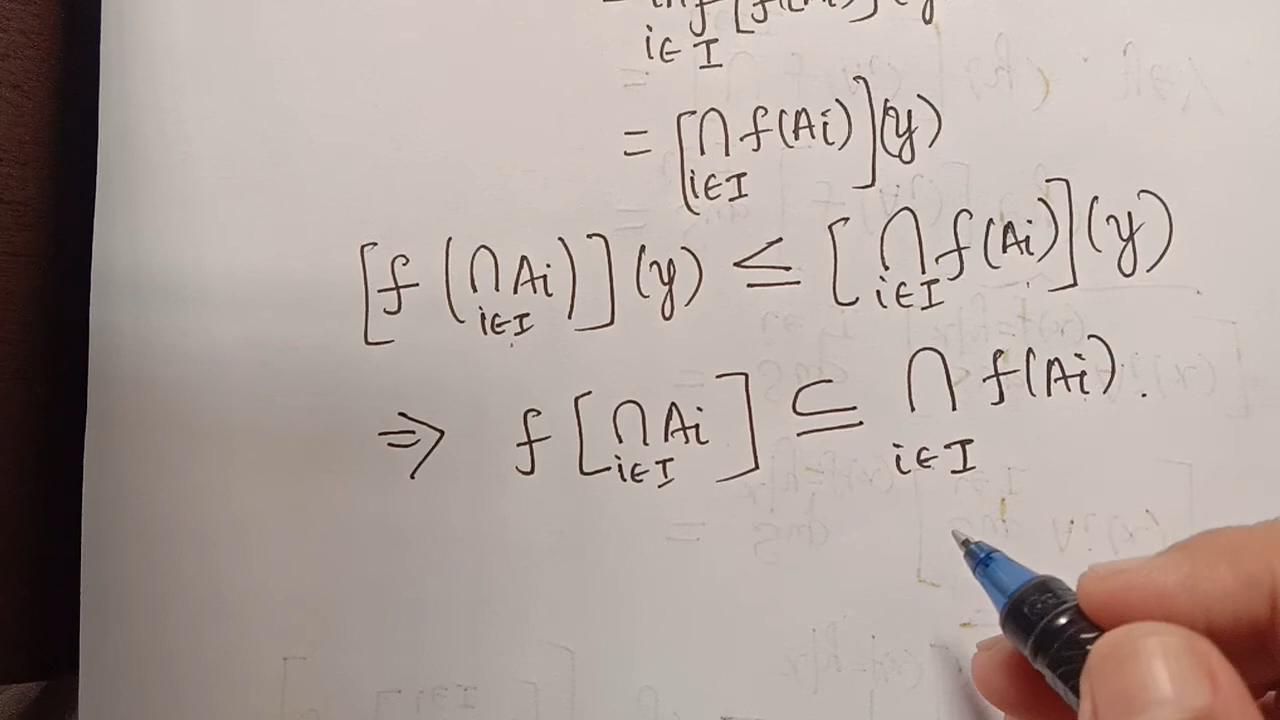 i∈I
= [∩ f(Ai)](y)
i∈I
[f (∩ Ai)](y) ≤ [∩ f(Ai)](y)
i∈I i∈I
⇒ f [∩ Ai] ⊆ ∩ f(Ai).
i∈I i∈I